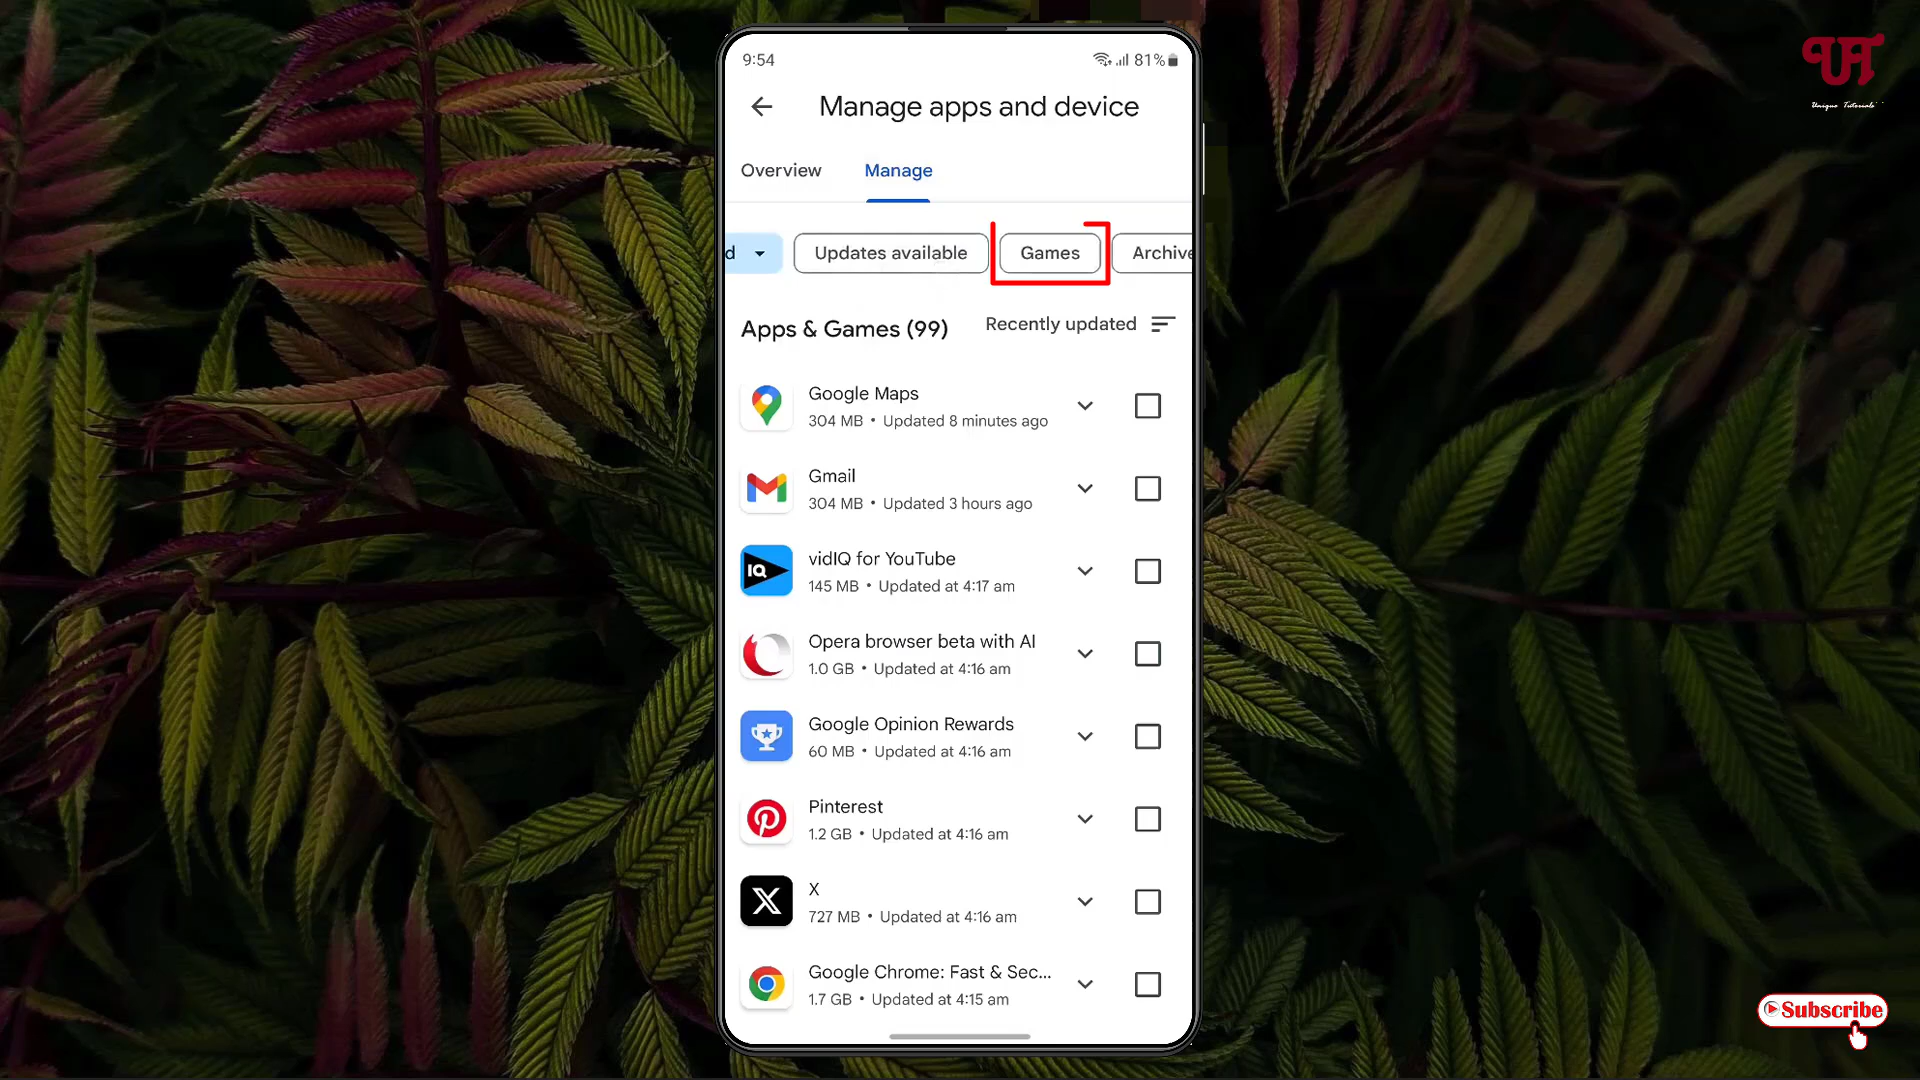 9:54
81%
Manage apps and device
Overview
Manage
d
Updates available
Games
Archive
Apps & Games (99)
Recently updated
Google Maps
304 MB • Updated 8 minutes ago
Gmail
304 MB • Updated 3 hours ago
IQ
vidIQ for YouTube
145 MB • Updated at 4:17 am
Opera browser beta with AI
1.0 GB • Updated at 4:16 am
Google Opinion Rewards
60 MB • Updated at 4:16 am
Pinterest
1.2 GB • Updated at 4:16 am
X
727 MB • Updated at 4:16 am
Google Chrome: Fast & Sec...
1.7 GB • Updated at 4:15 am
UT
Unique Tutorials
Subscribe